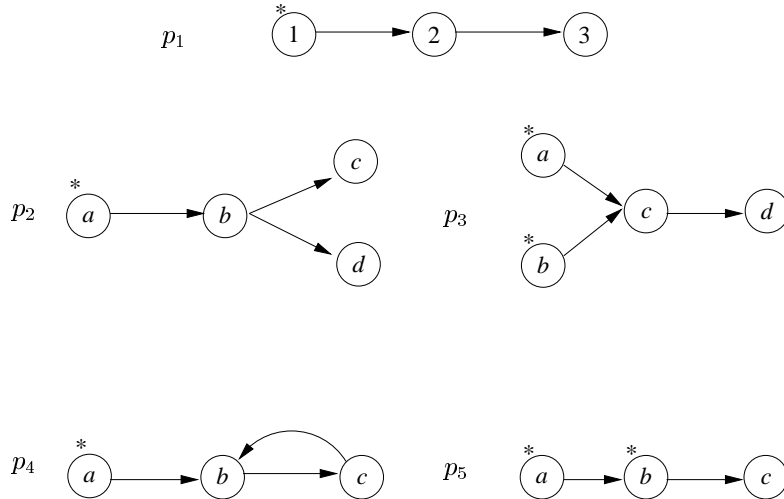 p₁ * 1 2 3
p₂ * a b c d
p₃ * a * b c d
p₄ * a b c
p₅ * a * b c